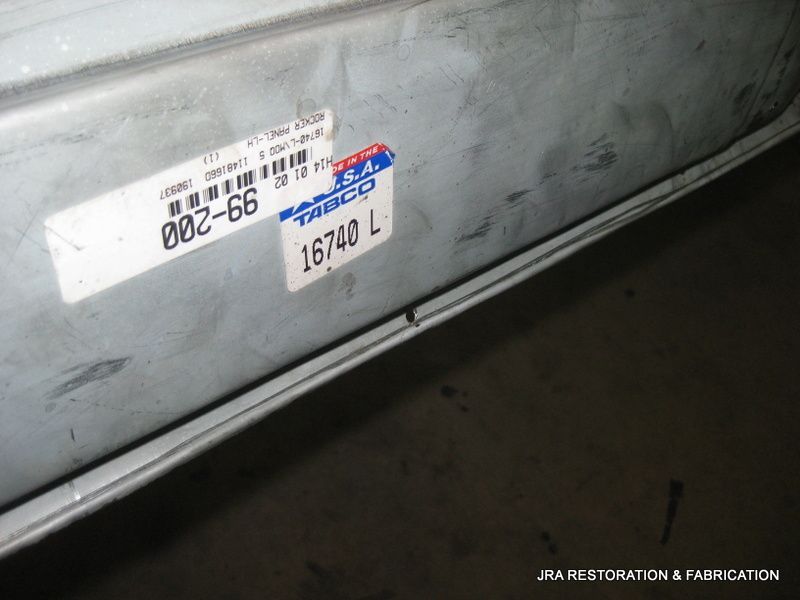 ROCKER PANEL-LH (1)
16740-L\MOQ 5 1148166D 190937
H14 01 02
99-200
MADE IN THE
U.S.A.
TABCO
16740 L
JRA RESTORATION & FABRICATION